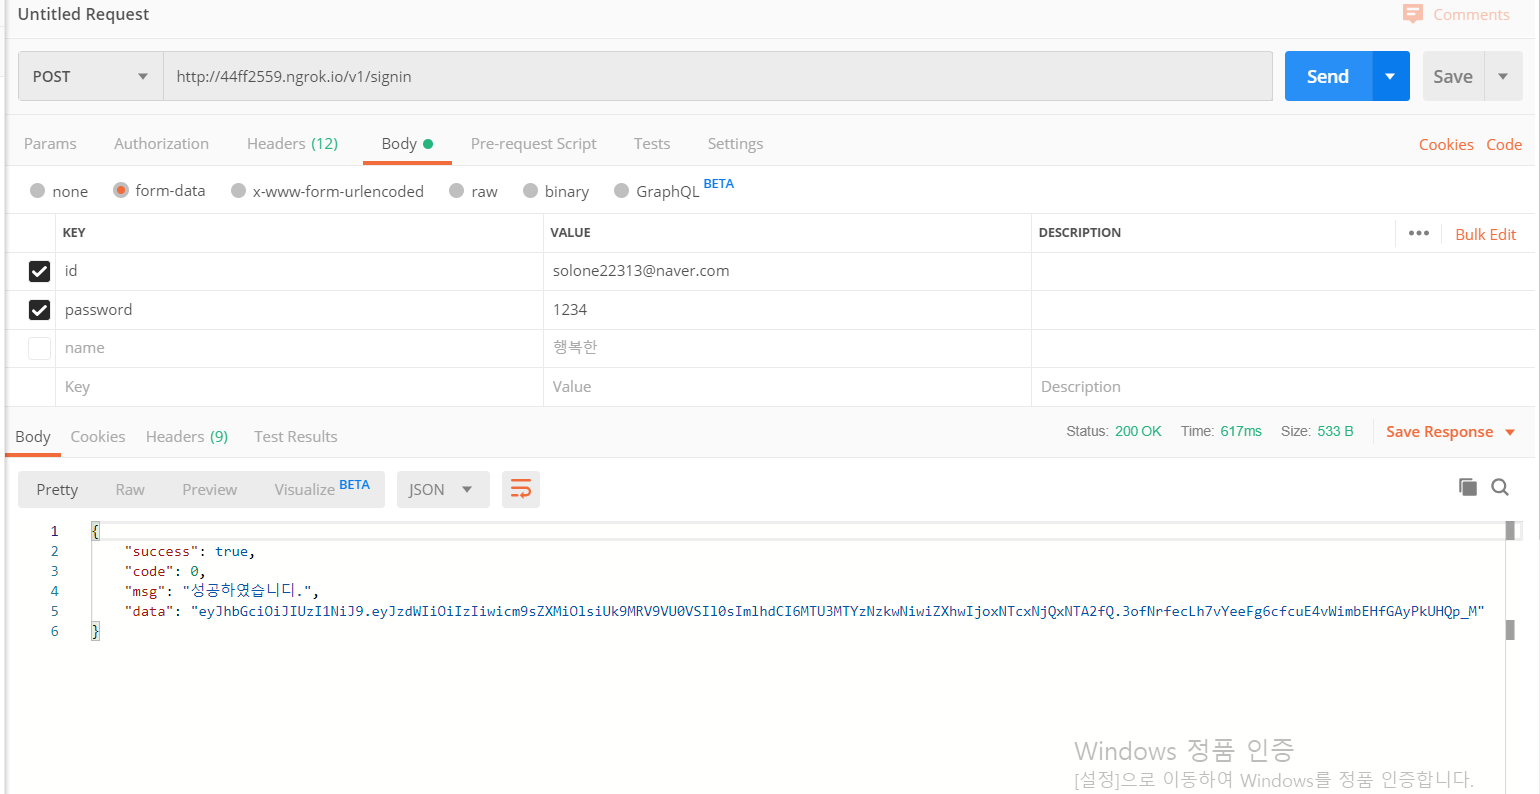 Untitled Request
Comments
POST
http://44ff2559.ngrok.io/v1/signin
Send
Save
Params Authorization Headers (12) Body Pre-request Script Tests Settings Cookies Code
none form-data x-www-form-urlencoded raw binary GraphQL BETA
KEY VALUE DESCRIPTION ••• Bulk Edit
id solone22313@naver.com
password 1234
name 행복한
Key Value Description
Body Cookies Headers (9) Test Results Status: 200 OK Time: 617ms Size: 533 B Save Response
Pretty Raw Preview Visualize BETA JSON
1 {
2 "success": true,
3 "code": 0,
4 "msg": "성공하였습니디.",
5 "data": "eyJhbGciOiJIUzI1NiJ9.eyJzdWIiOiIzIiwicm9sZXMiOlsiUk9MRV9VU0VSIl0sImlhdCI6MTU3MTYzNzkwNiwiZXhwIjoxNTcxNjQxNTA2fQ.3ofNrfecLh7vYeeFg6cfcuE4vWimbEHfGAyPkUHQp_M"
6 }
Windows 정품 인증
[설정]으로 이동하여 Windows를 정품 인증합니다.